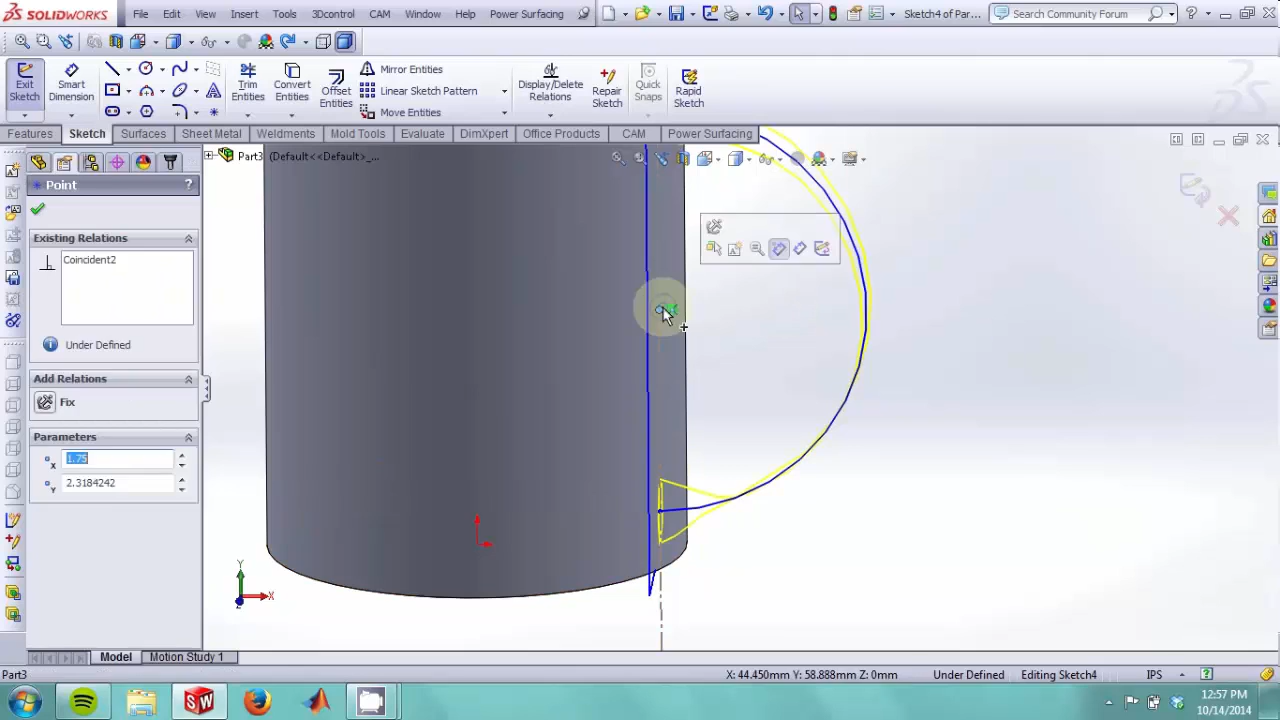 SOLIDWORKS File Edit View Insert Tools 3Dcontrol CAM Window Help Power Surfacing Sketch4 of Par... Search Community Forum
Exit Sketch Smart Dimension Trim Entities Convert Entities Offset Entities Mirror Entities Linear Sketch Pattern Move Entities Display/Delete Relations Repair Sketch Quick Snaps Rapid Sketch
Features Sketch Surfaces Sheet Metal Weldments Mold Tools Evaluate DimXpert Office Products CAM Power Surfacing
Part3 (Default<<Default>_...
Point ?
Existing Relations
Coincident2
Under Defined
Add Relations
Fix
Parameters
X 1.75
Y 2.3184242
Y
X
Z
Model Motion Study 1
Part3 X: 44.450mm Y: 58.888mm Z: 0mm Under Defined Editing Sketch4 IPS ?
SW 12:57 PM
10/14/2014